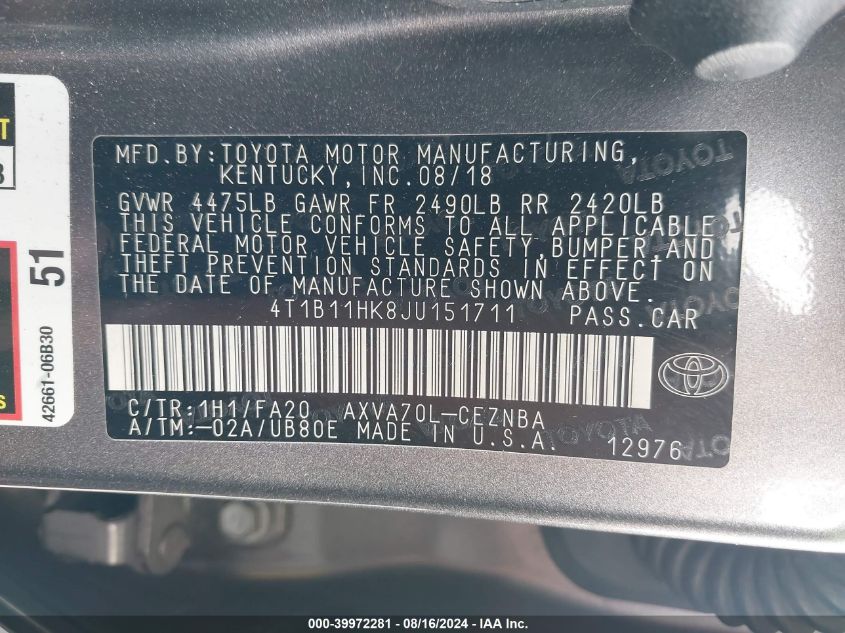 T
3
S
51
42661-06B30
MFD.BY:TOYOTA MOTOR MANUFACTURING,
KENTUCKY,INC.08/18
GVWR 4475LB GAWR FR 2490LB RR 2420LB
THIS VEHICLE CONFORMS TO ALL APPLICABLE
FEDERAL MOTOR VEHICLE SAFETY,BUMPER,AND
THEFT PREVENTION STANDARDS IN EFFECT ON
THE DATE OF MANUFACTURE SHOWN ABOVE.
4T1B11HK8JU151711 PASS.CAR
C/TR:1H1/FA20 AXVA70L-CEZNBA
A/TM:-02A/UB80E MADE IN U.S.A. 12976
TOYOTA
000-39972281 - 08/16/2024 - IAA Inc.